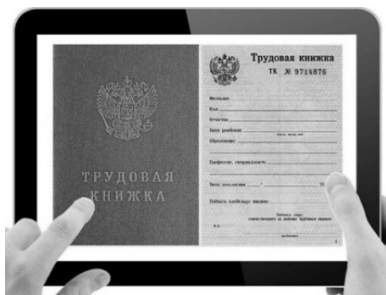 ТРУДОВАЯ
КНИЖКА
Трудовая книжка
ТК № 9714876
Фамилия
Имя
Отчество
Дата рождения
Образование
Профессия, специальность
Дата заполнения
Подпись владельца книжки